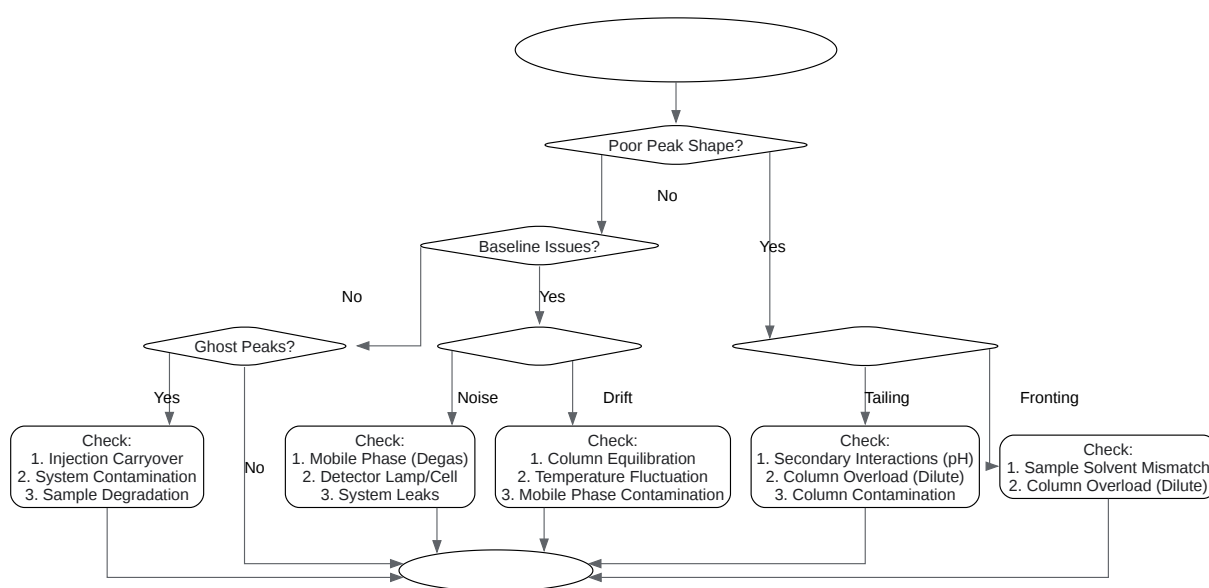 Poor Peak Shape?
No
Baseline Issues?
Yes
No
Yes
Ghost Peaks?
Yes
Noise
Drift
Tailing
Fronting
No
Check:
1. Injection Carryover
2. System Contamination
3. Sample Degradation
Check:
1. Mobile Phase (Degas)
2. Detector Lamp/Cell
3. System Leaks
Check:
1. Column Equilibration
2. Temperature Fluctuation
3. Mobile Phase Contamination
Check:
1. Secondary Interactions (pH)
2. Column Overload (Dilute)
3. Column Contamination
Check:
1. Sample Solvent Mismatch
2. Column Overload (Dilute)